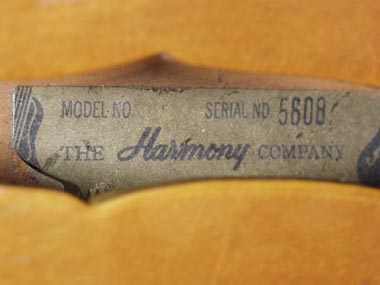 MODEL NO. SERIAL NO. 5608
THE Harmony COMPANY